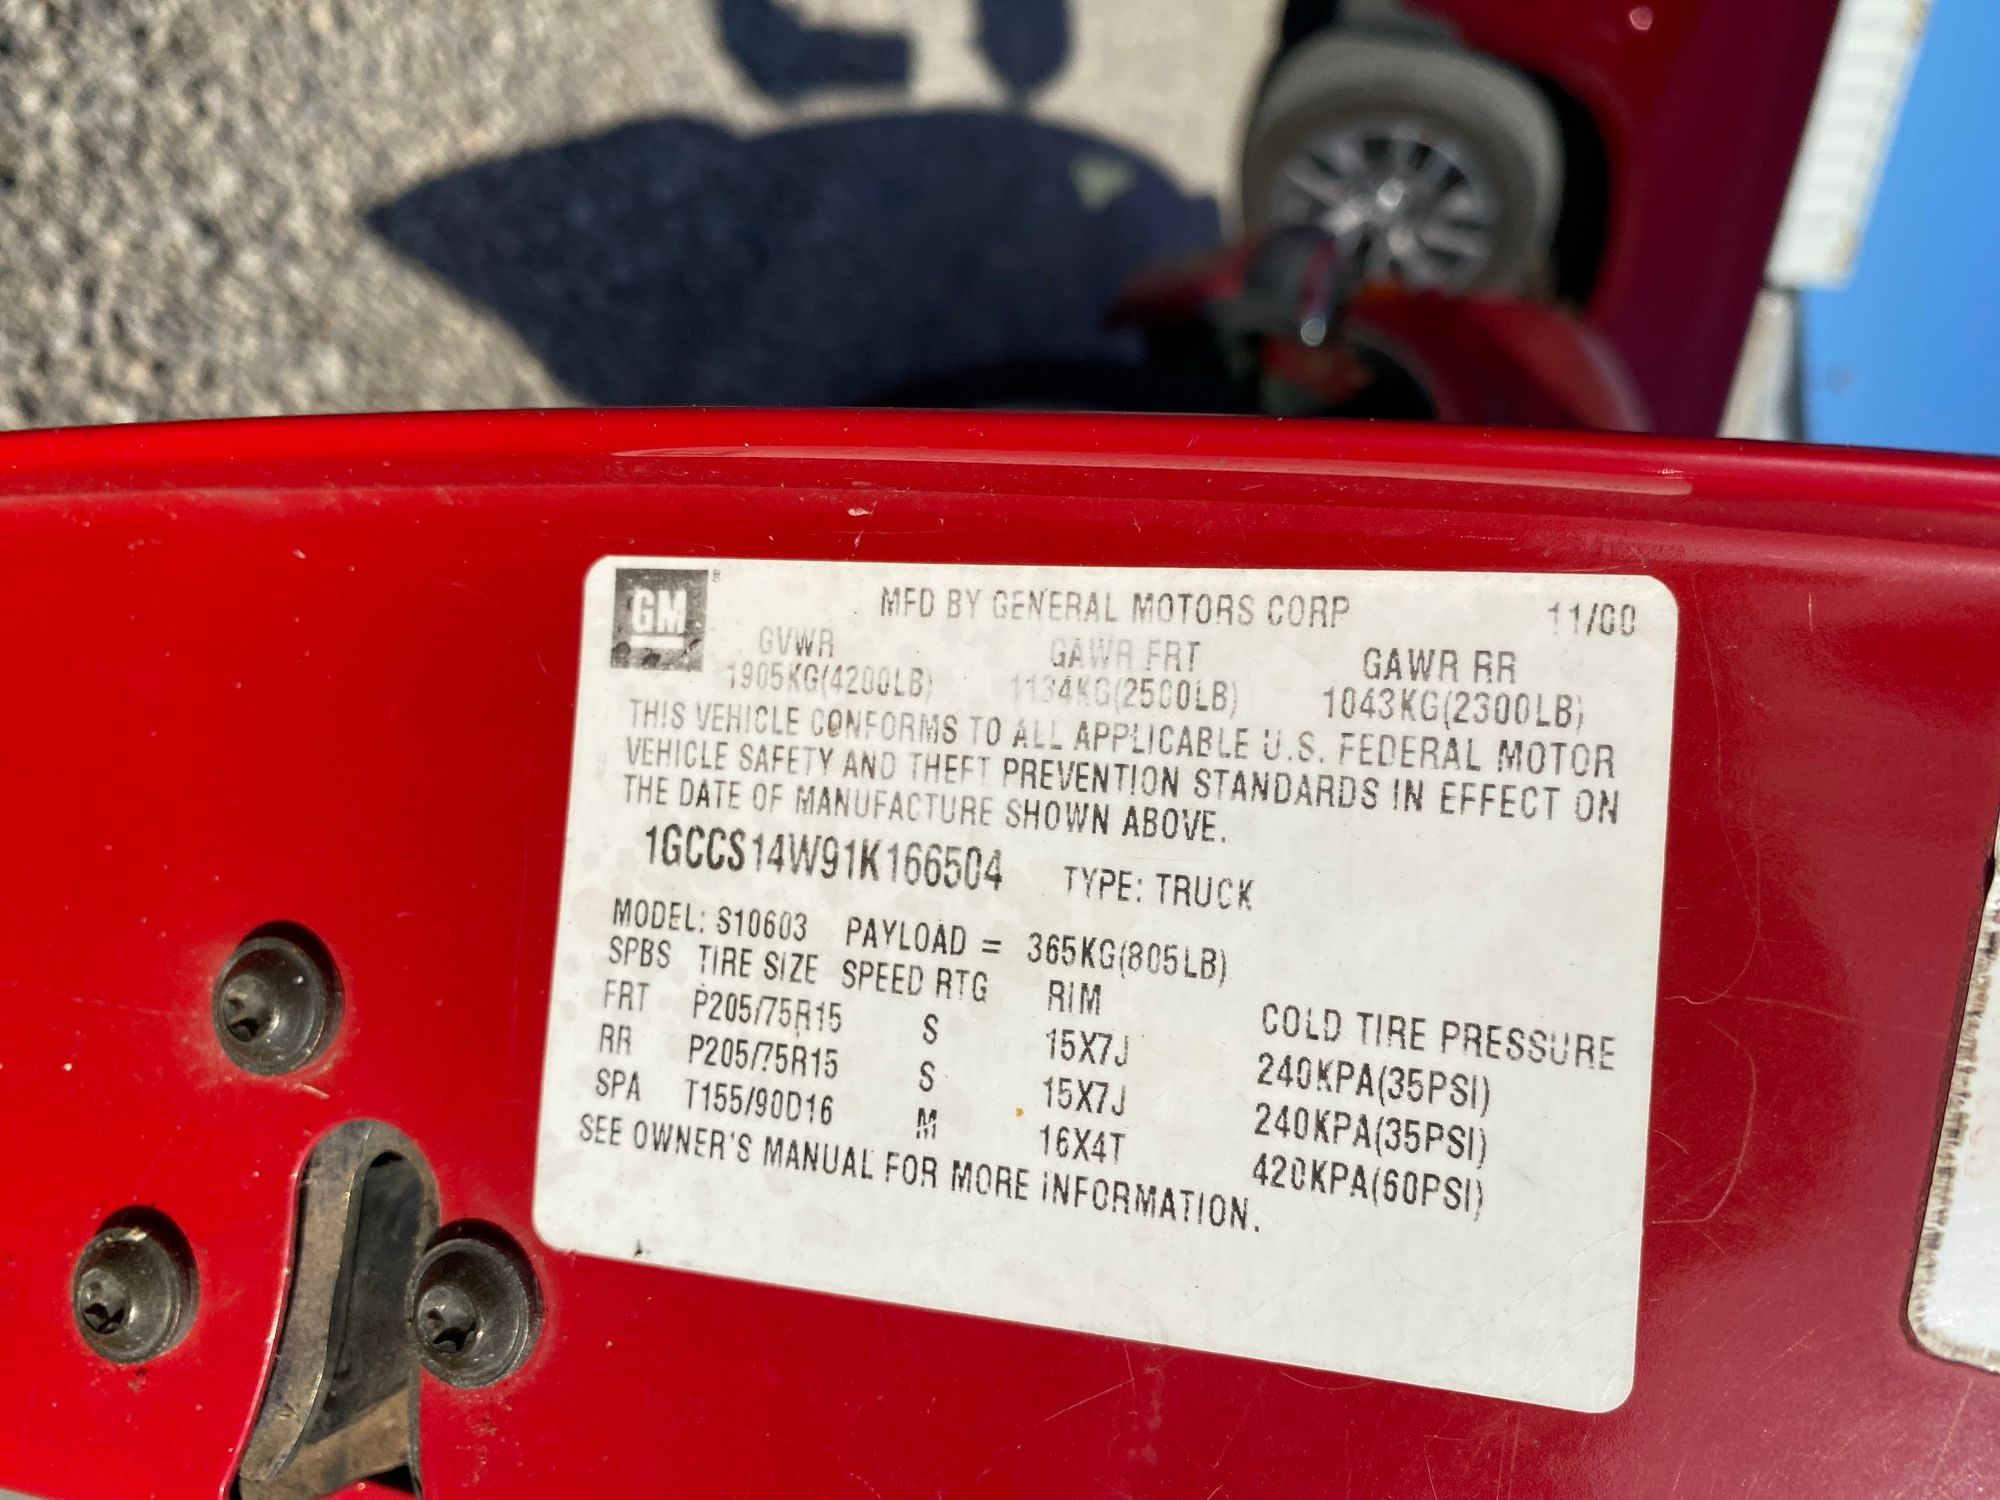 GM ®
MFD BY GENERAL MOTORS CORP 11/00
GVWR GAWR FRT GAWR RR
1905KG(4200LB) 1134KG(2500LB) 1043KG(2300LB)
THIS VEHICLE CONFORMS TO ALL APPLICABLE U.S. FEDERAL MOTOR
VEHICLE SAFETY AND THEFT PREVENTION STANDARDS IN EFFECT ON
THE DATE OF MANUFACTURE SHOWN ABOVE.
1GCCS14W91K166504 TYPE: TRUCK
MODEL: S10603 PAYLOAD = 365KG(805LB)
SPBS TIRE SIZE SPEED RTG RIM COLD TIRE PRESSURE
FRT P205/75R15 S 15X7J 240KPA(35PSI)
RR P205/75R15 S 15X7J 240KPA(35PSI)
SPA T155/90D16 M 16X4T 420KPA(60PSI)
SEE OWNER'S MANUAL FOR MORE INFORMATION.